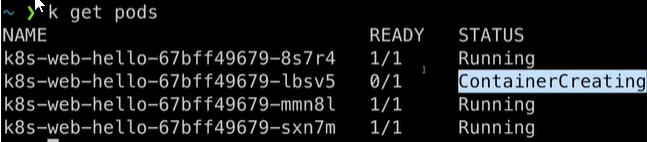 ~ ❯ k get pods
NAME READY STATUS
k8s-web-hello-67bff49679-8s7r4 1/1 Running
k8s-web-hello-67bff49679-lbsv5 0/1 ContainerCreating
k8s-web-hello-67bff49679-mmn8l 1/1 Running
k8s-web-hello-67bff49679-sxn7m 1/1 Running